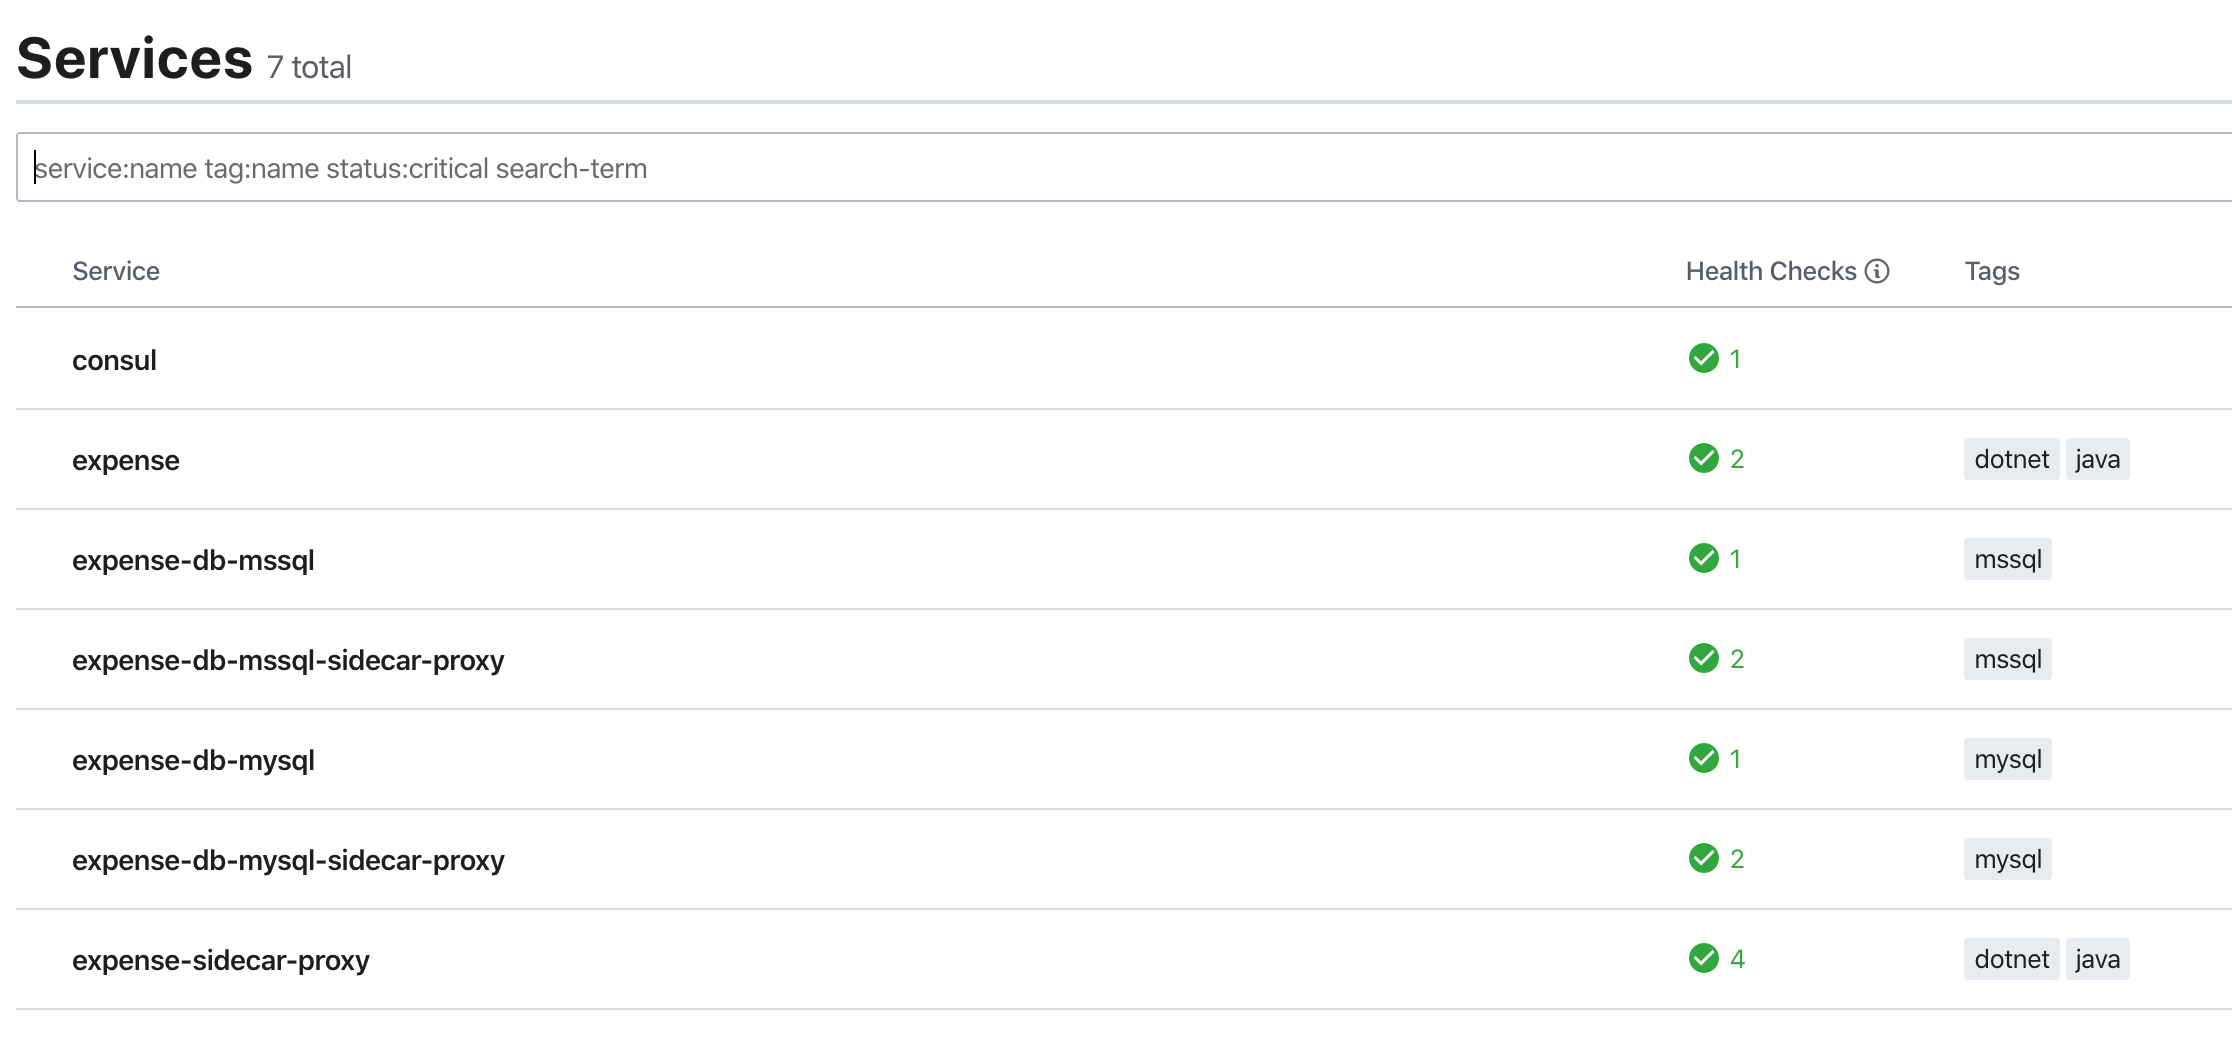 Services 7 total
service:name tag:name status:critical search-term
Service Health Checks Tags
consul 1
expense 2 dotnet java
expense-db-mssql 1 mssql
expense-db-mssql-sidecar-proxy 2 mssql
expense-db-mysql 1 mysql
expense-db-mysql-sidecar-proxy 2 mysql
expense-sidecar-proxy 4 dotnet java